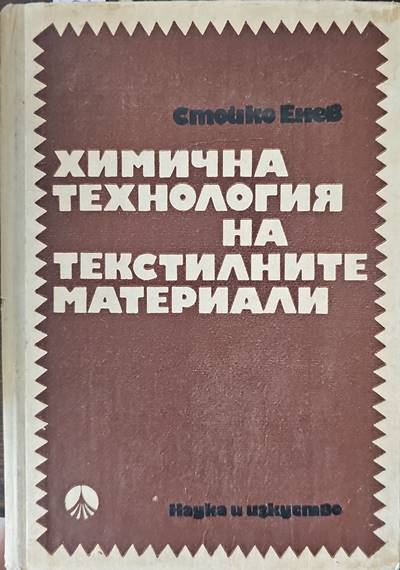 Стойко Енев
ХИМИЧНА
ТЕХНОЛОГИЯ
НА
ТЕКСТИЛНИТЕ
МАТЕРИАЛИ
Наука и изкуство